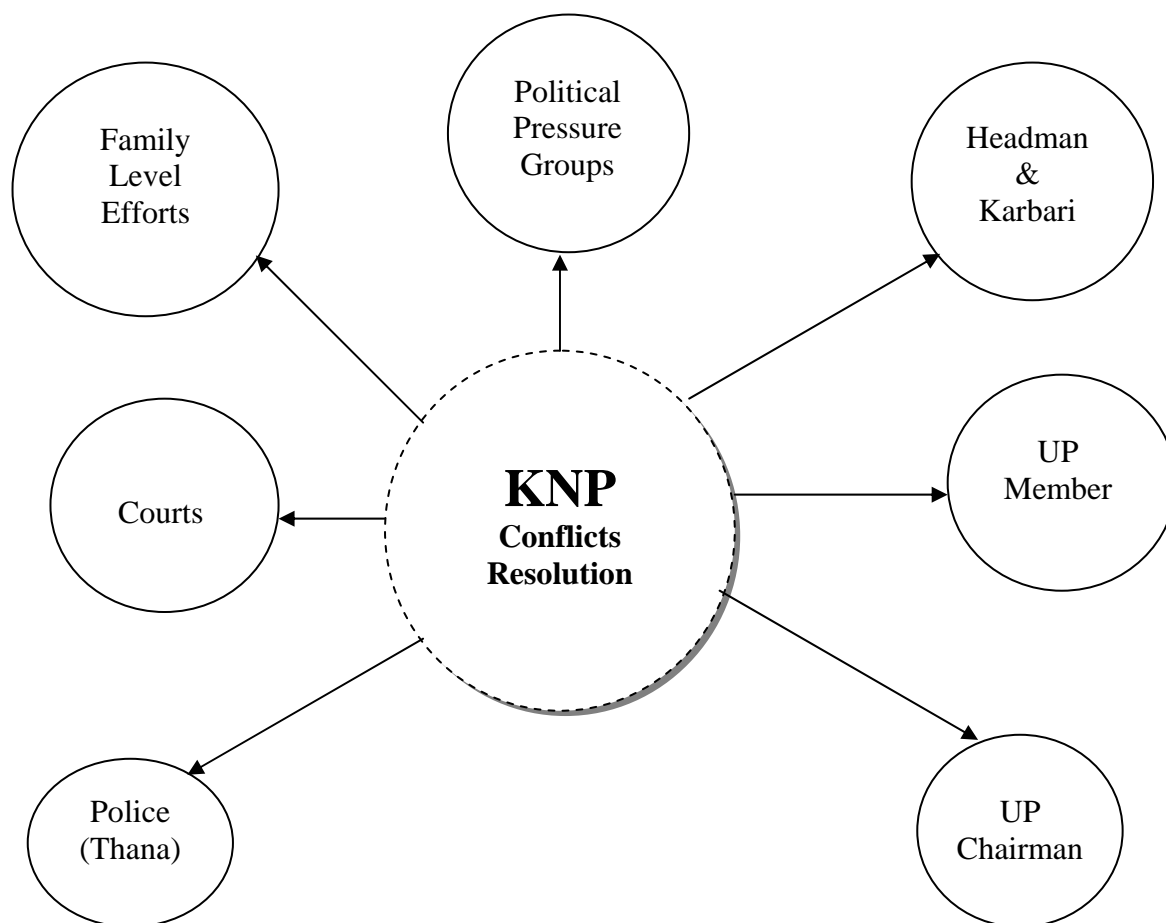 Family
Level
Efforts
Political
Pressure
Groups
Headman
&
Karbari
Courts
KNP
Conflicts
Resolution
UP
Member
Police
(Thana)
UP
Chairman